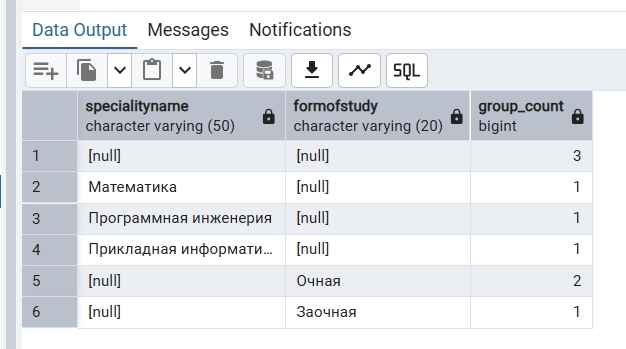 Data Output Messages Notifications
SQL
specialityname formofstudy group_count
character varying (50) character varying (20) bigint
1 [null] [null] 3
2 Математика [null] 1
3 Программная инженерия [null] 1
4 Прикладная информати... [null] 1
5 [null] Очная 2
6 [null] Заочная 1